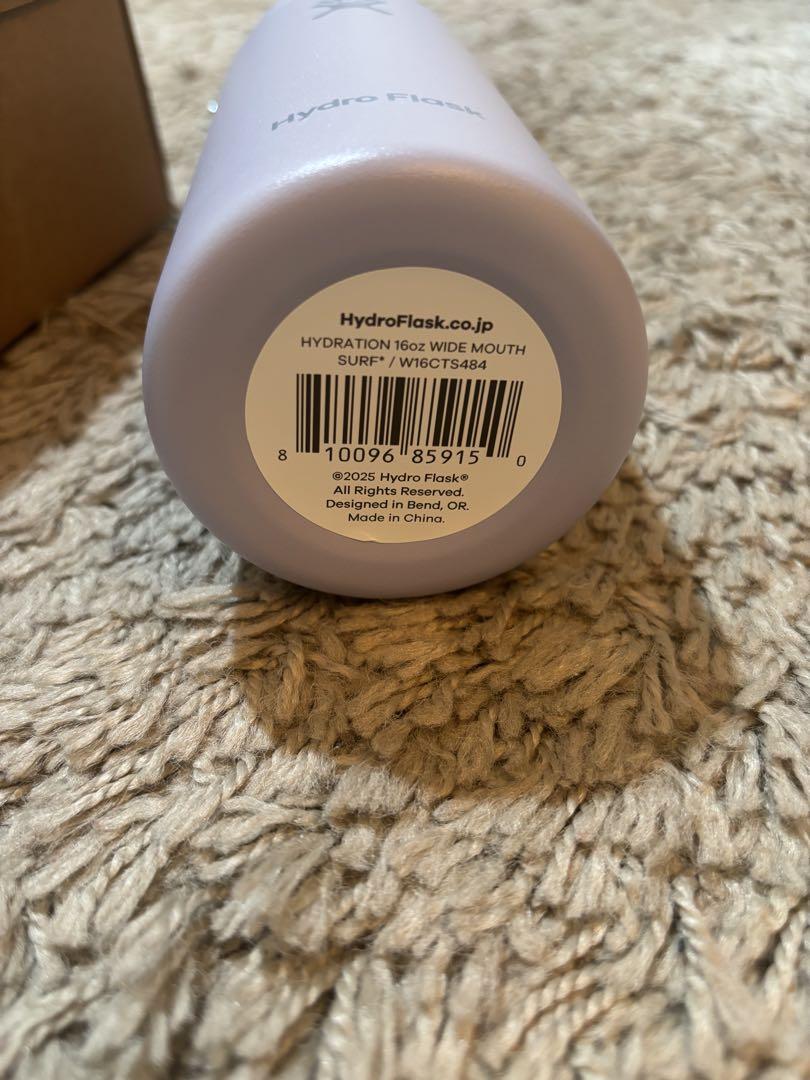 Hydro Flask
HydroFlask.co.jp
HYDRATION 16oz WIDE MOUTH
SURF* / W16CTS484
8 10096 85915 0
©2025 Hydro Flask®
All Rights Reserved.
Designed in Bend, OR.
Made in China.